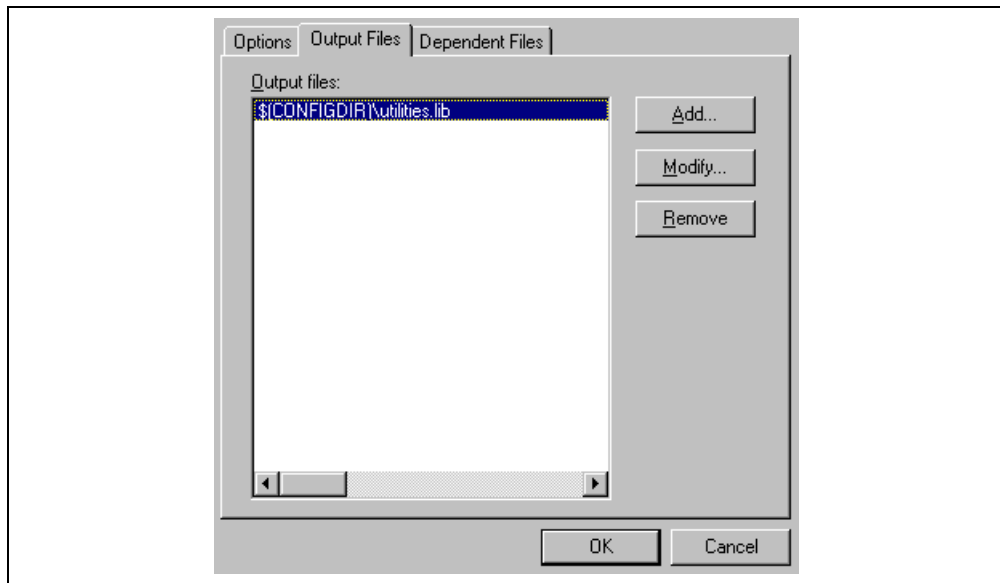 Options Output Files Dependent Files
Output files:
$(CONFIGDIR)\utilities.lib
Add...
Modify...
Remove
OK Cancel